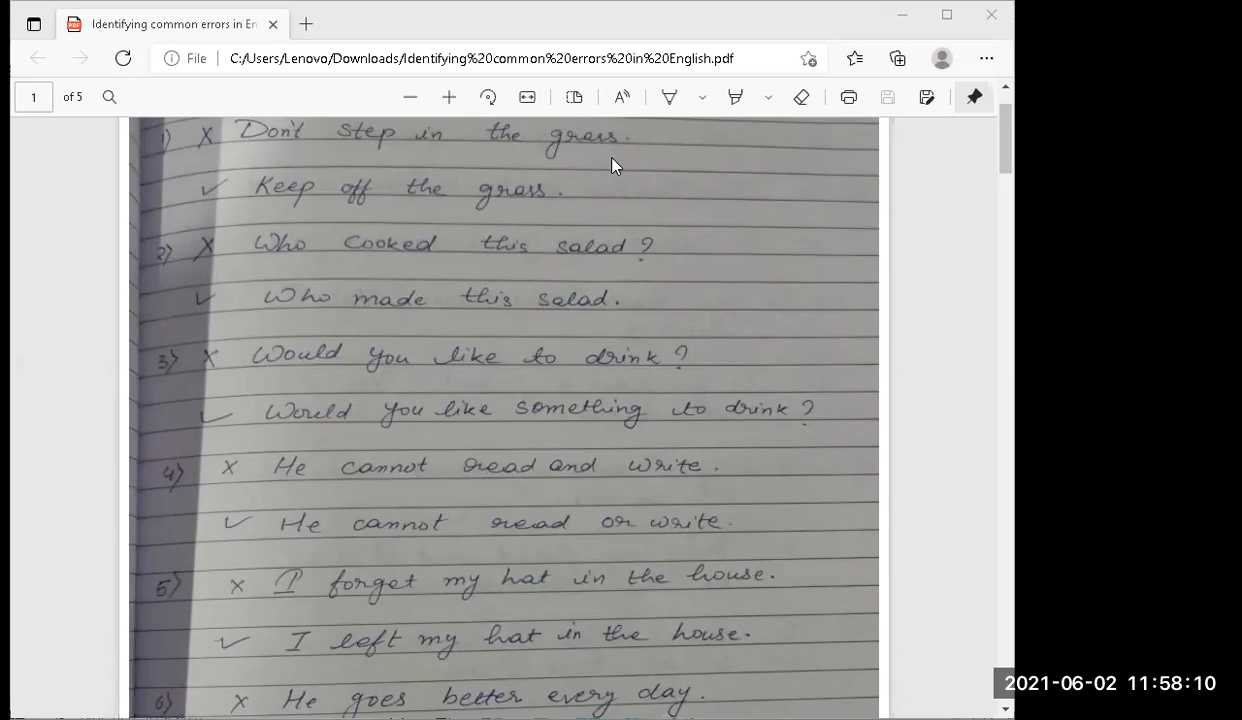 Identifying common errors in En
File C:/Users/Lenovo/Downloads/Identifying%20common%20errors%20in%20English.pdf
1 of 5
1) X Don't step in the grass.
✓ Keep off the grass.
2) X Who cooked this salad?
✓ Who made this salad.
3) X Would you like to drink?
✓ Would you like something to drink?
4) X He cannot read and write.
✓ He cannot read or write.
5) X I forget my hat in the house.
✓ I left my hat in the house.
6) X He goes better every day.
2021-06-02 11:58:10